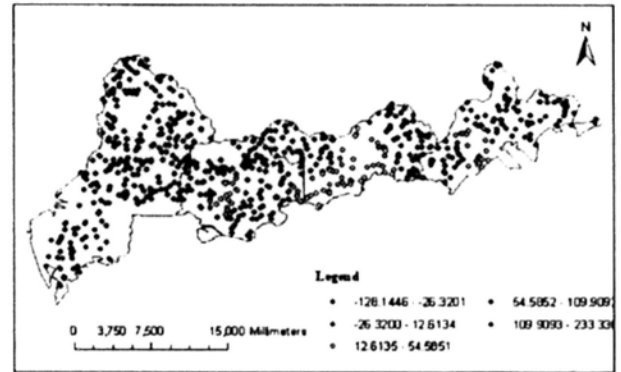 N
Legend
-128.1446 - -26.3201
54.5852 - 109.909
-26.3200 - 12.6134
109.9093 - 233.33
12.6135 - 54.5851
0 3,750 7,500 15,000 Millimeters